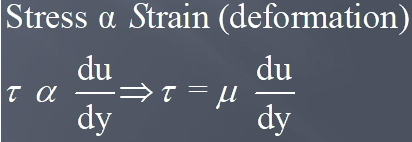 Stress α Strain (deformation)
τ α du/dy ⇒ τ = μ du/dy